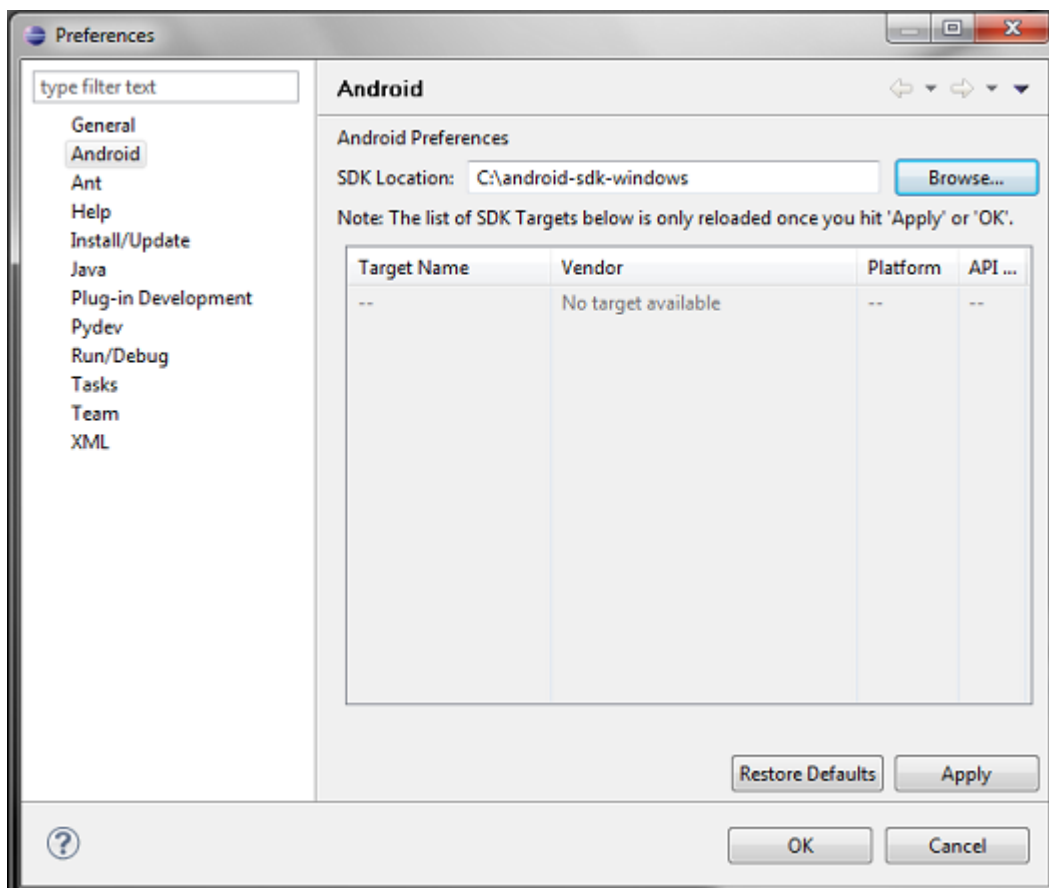 Preferences
type filter text
General
Android
Ant
Help
Install/Update
Java
Plug-in Development
Pydev
Run/Debug
Tasks
Team
XML
Android
Android Preferences
SDK Location: C:\android-sdk-windows Browse...
Note: The list of SDK Targets below is only reloaded once you hit 'Apply' or 'OK'.
Target Name Vendor Platform API ...
-- No target available -- --
Restore Defaults Apply
? OK Cancel